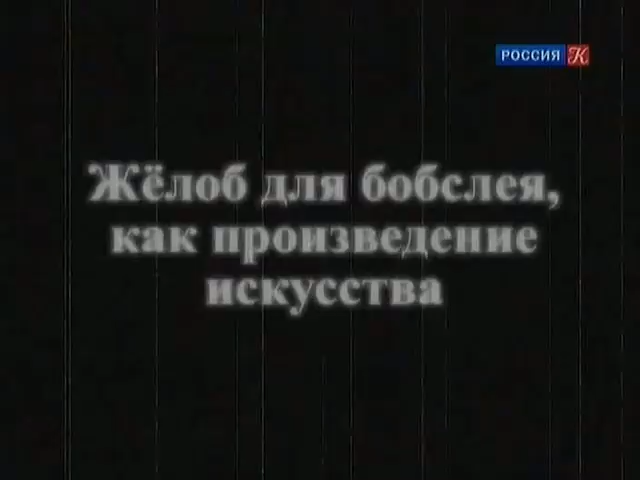 РОССИЯ К
Жёлоб для бобслея,
как произведение
искусства